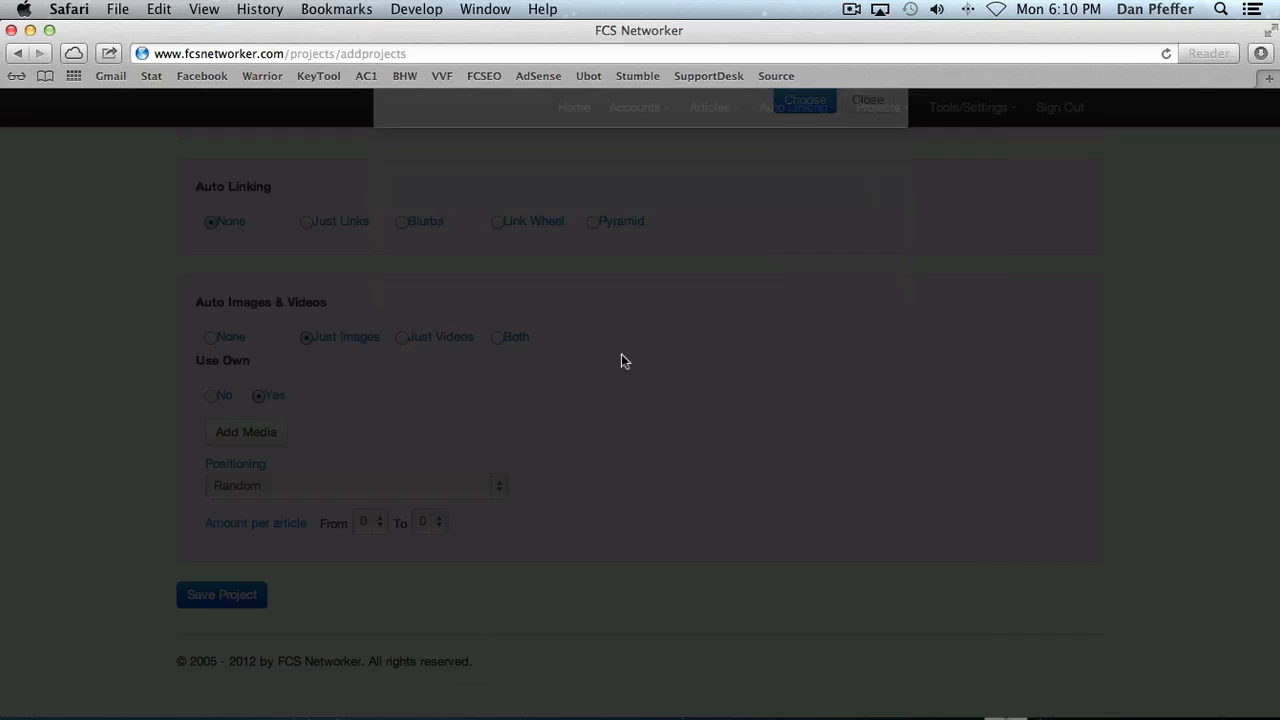 Safari File Edit View History Bookmarks Develop Window Help Mon 6:10 PM Dan Pfeffer
FCS Networker
www.fcsnetworker.com/projects/addprojects Reader
Gmail Stat Facebook Warrior KeyTool AC1 BHW VVF FCSEO AdSense Ubot Stumble SupportDesk Source
Choose Close
Home Accounts Articles Auto Linking Projects Tools/Settings Sign Out
Auto Linking
None Just Links Blurbs Link Wheel Pyramid
Auto Images & Videos
None Just Images Just Videos Both
Use Own
No Yes
Add Media
Positioning
Random
Amount per article From 0 To 0
Save Project
© 2005 - 2012 by FCS Networker. All rights reserved.